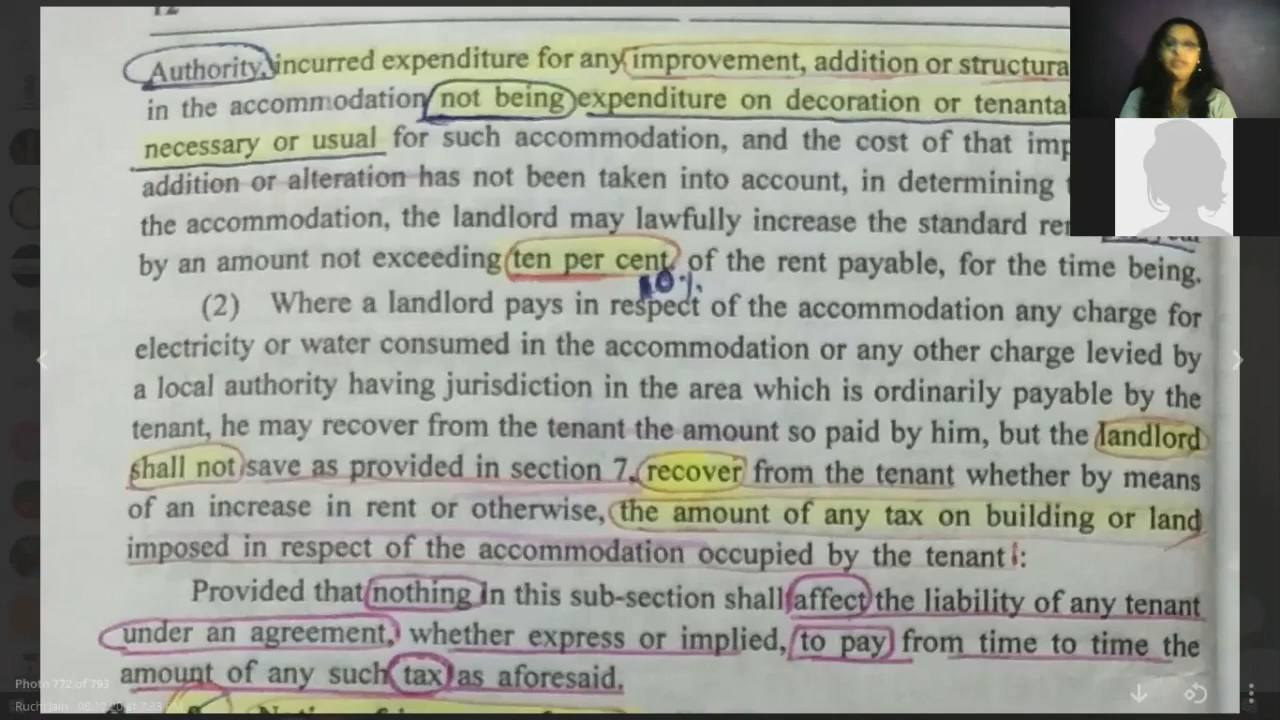 12
Authority, incurred expenditure for any improvement, addition or structura
in the accommodation not being expenditure on decoration or tenanta
necessary or usual for such accommodation, and the cost of that imp
addition or alteration has not been taken into account, in determining
the accommodation, the landlord may lawfully increase the standard re
by an amount not exceeding ten per cent, of the rent payable, for the time being.
10%.
(2) Where a landlord pays in respect of the accommodation any charge for
electricity or water consumed in the accommodation or any other charge levied by
a local authority having jurisdiction in the area which is ordinarily payable by the
tenant, he may recover from the tenant the amount so paid by him, but the landlord
shall not save as provided in section 7, recover from the tenant whether by means
of an increase in rent or otherwise, the amount of any tax on building or land
imposed in respect of the accommodation occupied by the tenant :
Provided that nothing in this sub-section shall affect the liability of any tenant
under an agreement, whether express or implied, to pay from time to time the
amount of any such tax as aforesaid.
Photo 772 of 793
Ruchi Jain